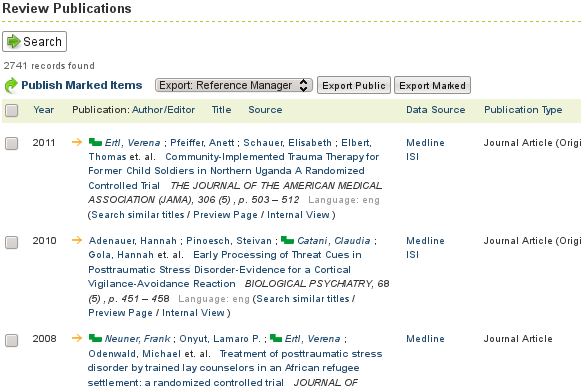 Review Publications
Search
2741 records found
Publish Marked Items Export: Reference Manager Export Public Export Marked
Year Publication: Author/Editor Title Source Data Source Publication Type
2011 Ertl, Verena ; Pfeiffer, Anett ; Schauer, Elisabeth ; Elbert, Medline Journal Article (Origi
Thomas et. al. Community-Implemented Trauma Therapy for ISI
Former Child Soldiers in Northern Uganda A Randomized
Controlled Trial THE JOURNAL OF THE AMERICAN MEDICAL
ASSOCIATION (JAMA), 306 (5) , p. 503 – 512 Language: eng
(Search similar titles / Preview Page / Internal View )
2010 Adenauer, Hannah ; Pinoesch, Steivan ; Catani, Claudia ; Medline Journal Article (Origi
Gola, Hannah et. al. Early Processing of Threat Cues in ISI
Posttraumatic Stress Disorder-Evidence for a Cortical
Vigilance-Avoidance Reaction BIOLOGICAL PSYCHIATRY, 68
(5) , p. 451 – 458 Language: eng (Search similar titles /
Preview Page / Internal View )
2008 Neuner, Frank ; Onyut, Lamaro P. ; Ertl, Verena ; Medline Journal Article
Odenwald, Michael et. al. Treatment of posttraumatic stress
disorder by trained lay counselors in an African refugee
settlement: a randomized controlled trial JOURNAL OF